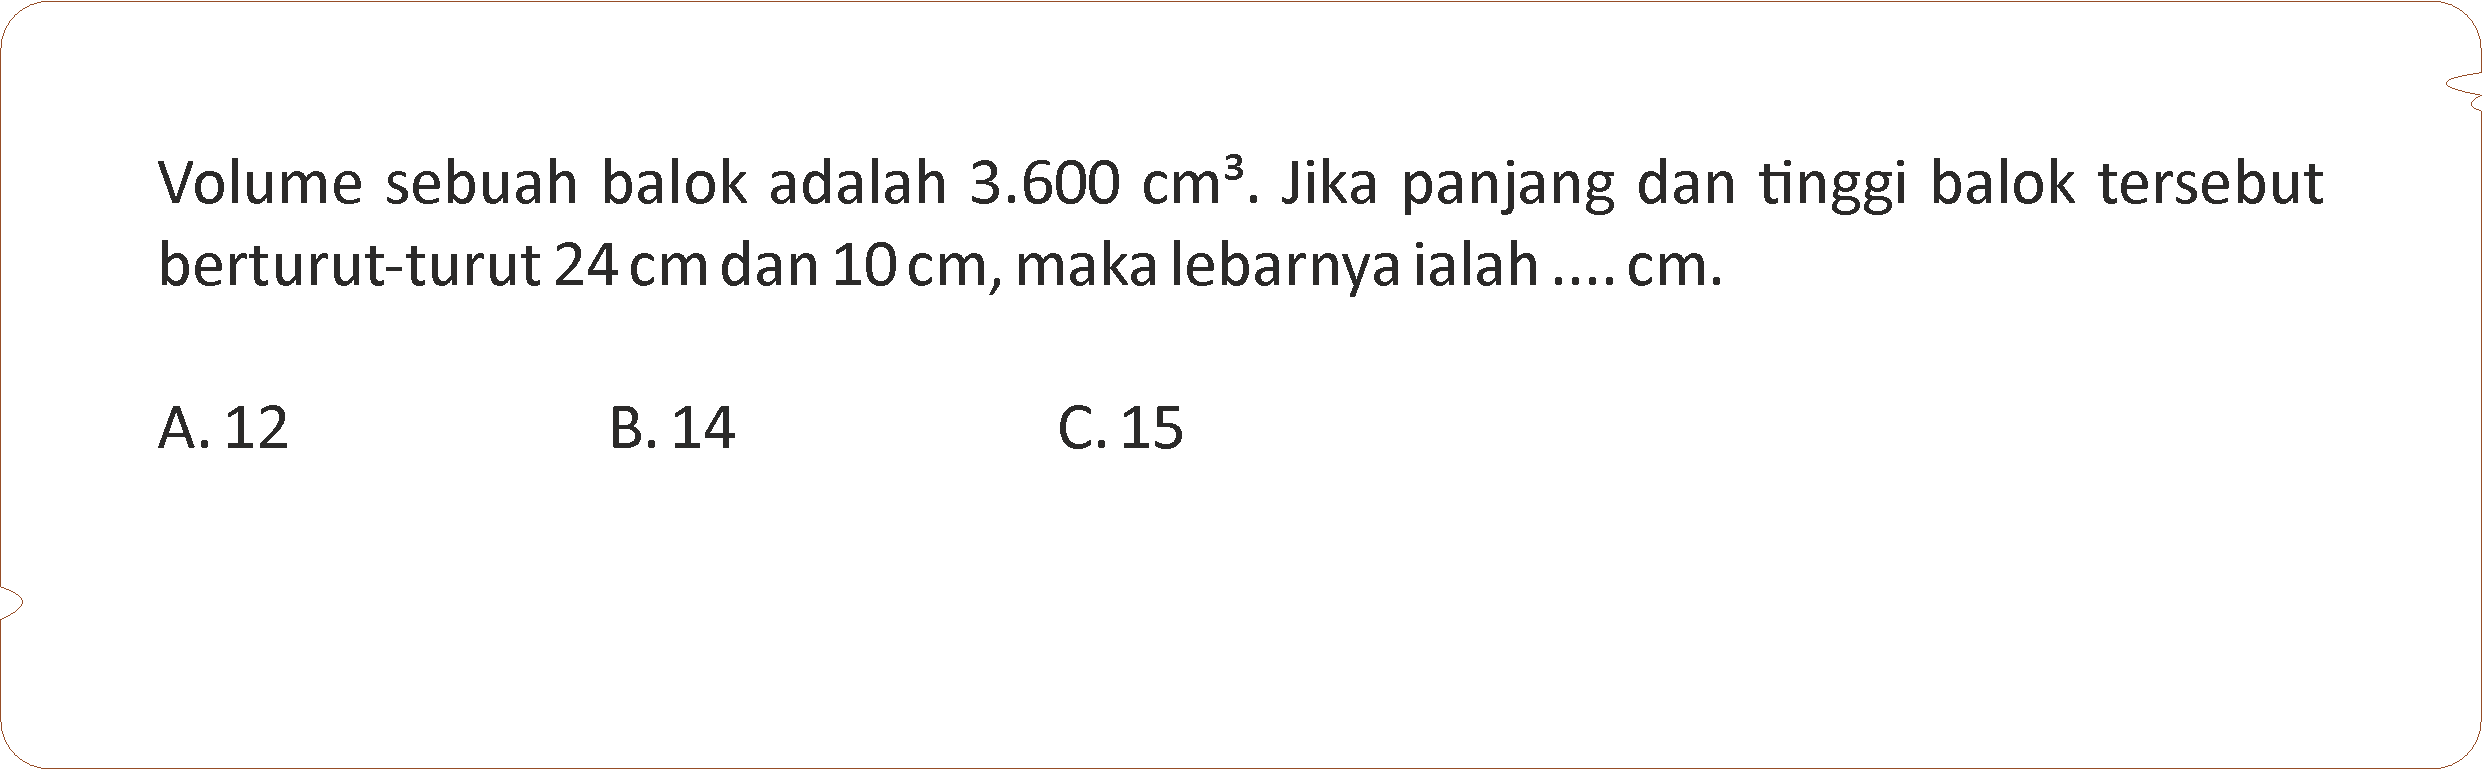 Volume sebuah balok adalah 3.600 cm³. Jika panjang dan tinggi balok tersebut
berturut-turut 24 cm dan 10 cm, maka lebarnya ialah .... cm.
A. 12 B. 14 C. 15